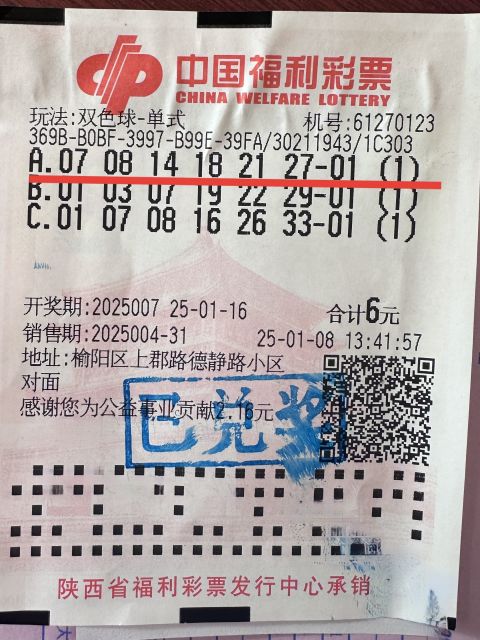 中国福利彩票
CHINA WELFARE LOTTERY
玩法:双色球-单式 机号:61270123
369B-B0BF-3997-B99E-39FA/30211943/1C303
A.07 08 14 18 21 27-01 (1)
B.01 03 07 19 22 29-01 (1)
C.01 07 08 16 26 33-01 (1)
开奖期:2025007 25-01-16 合计6元
销售期:2025004-31 25-01-08 13:41:57
地址:榆阳区上郡路德静路小区
对面
感谢您为公益事业贡献2.16元
已兑奖
陕西省福利彩票发行中心承销